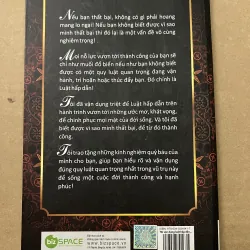 Nếu bạn thất bại, không có gì phải hoang
mang lo ngại! Nếu bạn không biết được vì sao
mình thất bại thì đó lại là một vấn đề vô cùng
nghiêm trọng!
Mọi nỗ lực vươn tới thành công của bạn sẽ
chỉ như muối đổ biển nếu như bạn không biết
được có một quy luật quan trọng đang vận
hành, trì hoãn hoặc thúc đẩy bạn. Đó chính là
Luật hấp dẫn!
Tôi đã vận dụng triệt để Luật hấp dẫn trên
hành trình vươn tới những ước mơ, khát vọng,
để chinh phục mọi mặt của đời sống. Và tôi đã
biết được vì sao mình thất bại, để từ đó thành
công.
Tôi trao tặng những kinh nghiệm quý báu của
mình cho bạn, giúp bạn hiểu rõ và vận dụng
đúng quy luật quan trọng nhất trong vũ trụ này
để sống một cuộc đời thành công và hạnh
phúc!
bizSPACE